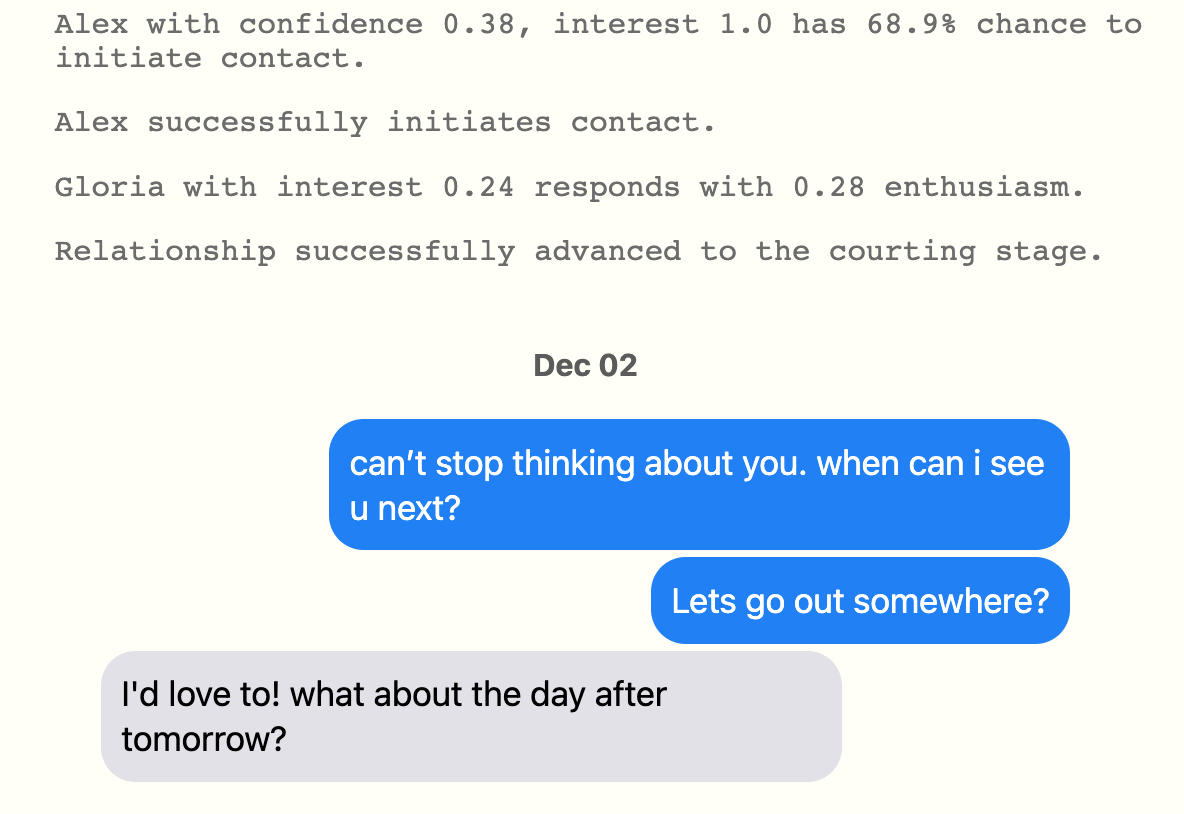 Alex with confidence 0.38, interest 1.0 has 68.9% chance to
initiate contact.
Alex successfully initiates contact.
Gloria with interest 0.24 responds with 0.28 enthusiasm.
Relationship successfully advanced to the courting stage.
Dec 02
can’t stop thinking about you. when can i see
u next?
Lets go out somewhere?
I'd love to! what about the day after
tomorrow?